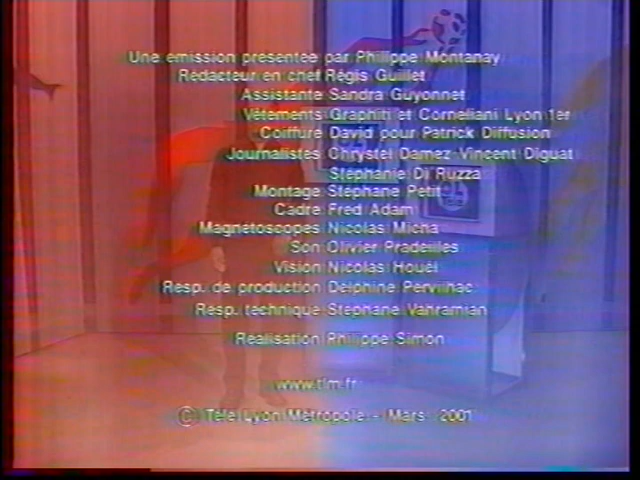 Une émission présentée par Philippe Montanay
Rédacteur en chef Régis Guillet
Assistante Sandra Guyonnet
Vêtements Graphiti et Corneliani Lyon 1er
Coiffure David pour Patrick Diffusion
Journalistes Chrystel Damez Vincent Diguat
Stéphanie Di Ruzza
Montage Stéphane Petit
Cadre Fred Adam
Magnétoscopes Nicolas Micha
Son Olivier Pradeilles
Vision Nicolas Houël
Resp. de production Delphine Pervilhac
Resp. technique Stéphane Vahramian
Réalisation Philippe Simon
www.tlm.fr
© Télé Lyon Métropole - Mars 2001